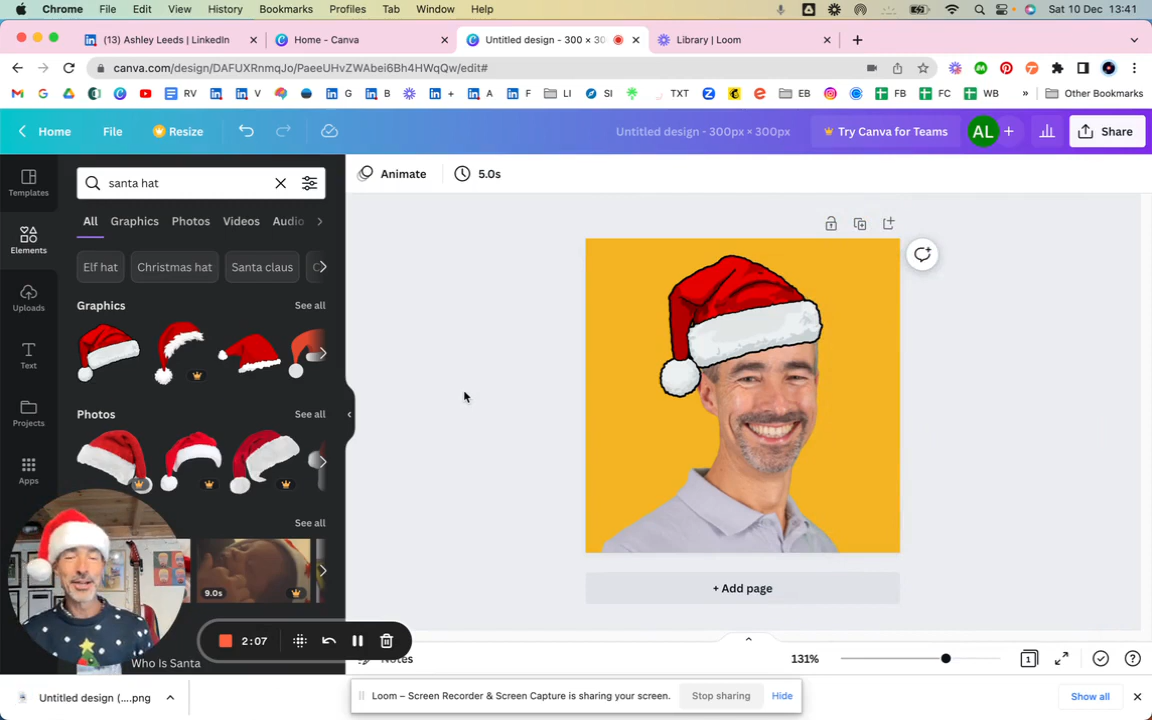 Chrome File Edit View History Bookmarks Profiles Tab Window Help Sat 10 Dec 13:41
(13) Ashley Leeds | LinkedIn Home - Canva Untitled design - 300 × 30 Library | Loom
canva.com/design/DAFUXRnmqJo/PaeeUHvZWAbei6Bh4HWqQw/edit#
RV V G B + A F LI SI TXT EB FB FC WB » Other Bookmarks
Home File Resize Untitled design - 300px × 300px Try Canva for Teams AL Share
Templates
Elements
Uploads
Text
Projects
Apps
santa hat
All Graphics Photos Videos Audio
Elf hat Christmas hat Santa claus
Graphics See all
Photos See all
See all
9.0s
Who Is Santa
Animate 5.0s
+ Add page
2:07
Notes 131% 1
Untitled design (....png
Loom – Screen Recorder & Screen Capture is sharing your screen. Stop sharing Hide
Show all